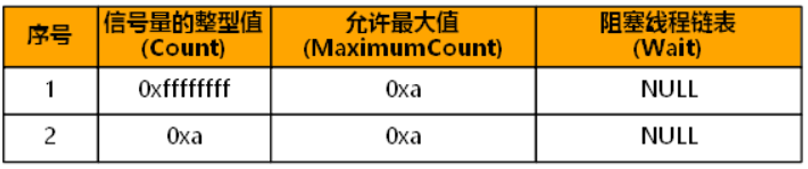 序号 信号量的整型值 允许最大值 阻塞线程链表
(Count) (MaximumCount) (Wait)
1 0xffffffff 0xa NULL
2 0xa 0xa NULL